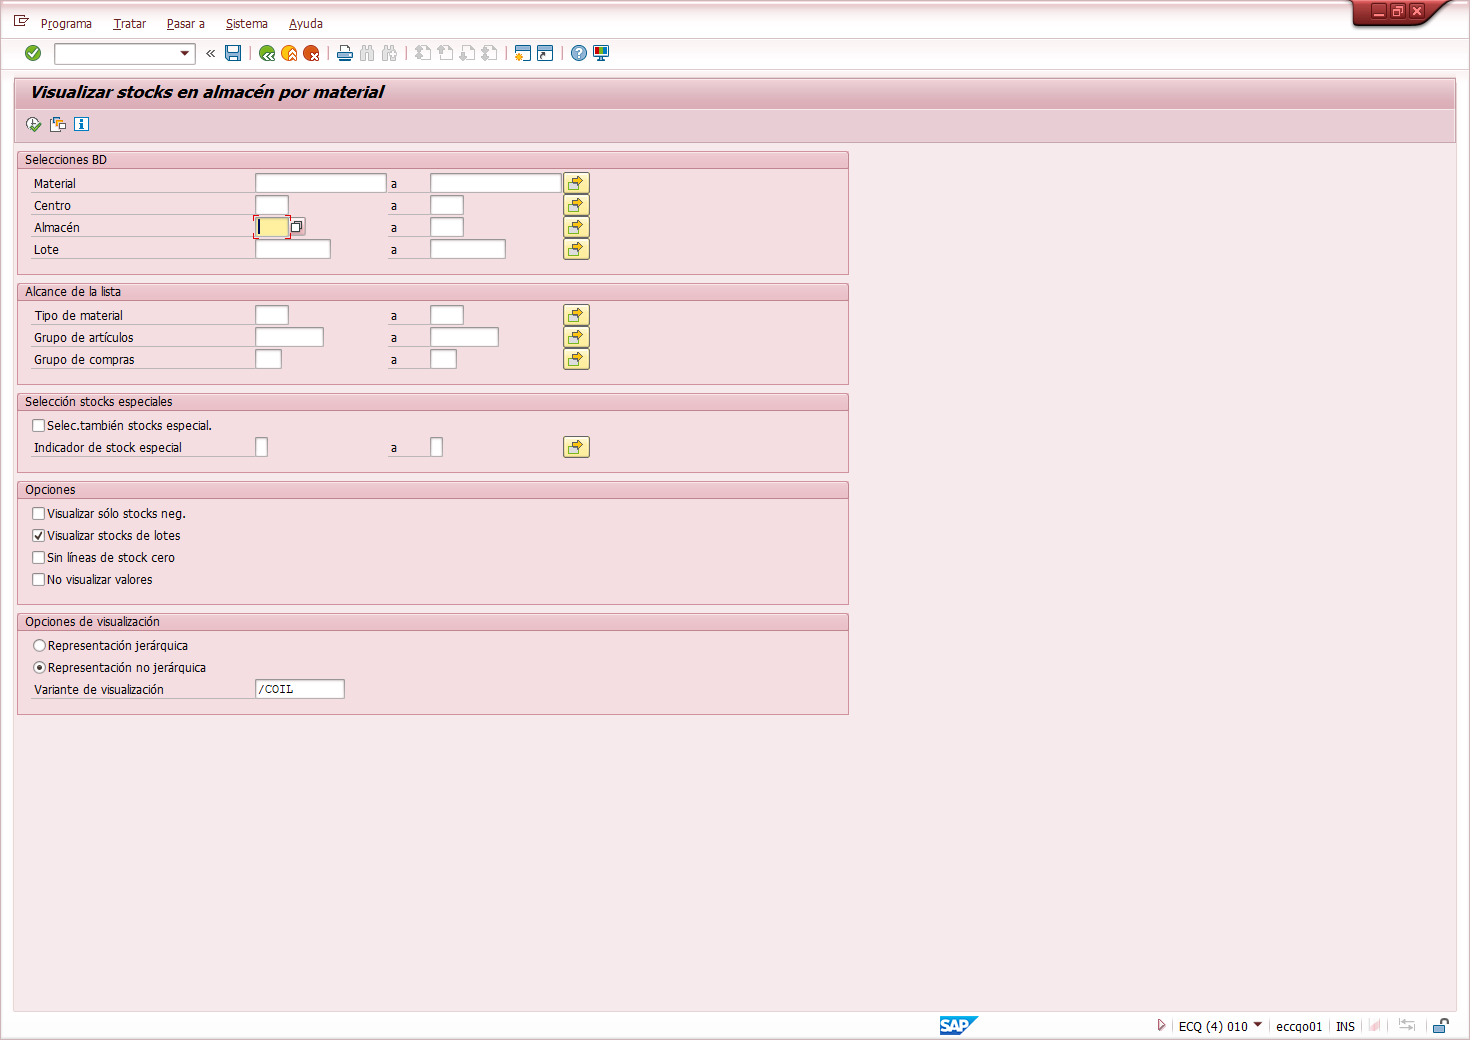 Programa Tratar Pasar a Sistema Ayuda
Visualizar stocks en almacén por material
Selecciones BD
Material a
Centro a
Almacén a
Lote a
Alcance de la lista
Tipo de material a
Grupo de artículos a
Grupo de compras a
Selección stocks especiales
Selec.también stocks especial.
Indicador de stock especial a
Opciones
Visualizar sólo stocks neg.
Visualizar stocks de lotes
Sin líneas de stock cero
No visualizar valores
Opciones de visualización
Representación jerárquica
Representación no jerárquica
Variante de visualización /COIL
SAP ECQ (4) 010 eccqo01 INS